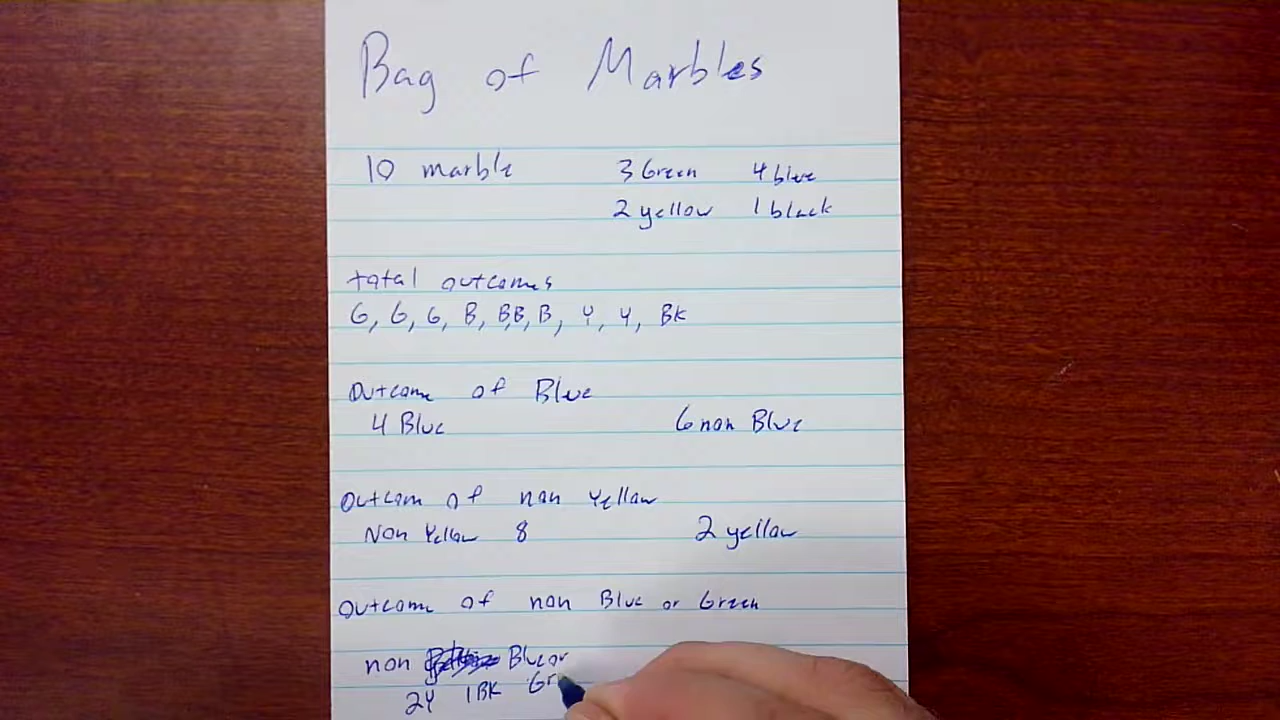 Bag of Marbles
10 marble 3 Green 4 blue
2 yellow 1 black
total outcomes
G, G, G, B, B,B, B, Y, Y, BK
Outcome of Blue
4 Blue 6 non Blue
Outcom of non Yellow
Non Yellow 8 2 yellow
Outcome of non Blue or Green
non Blue or
2Y 1BK Gr